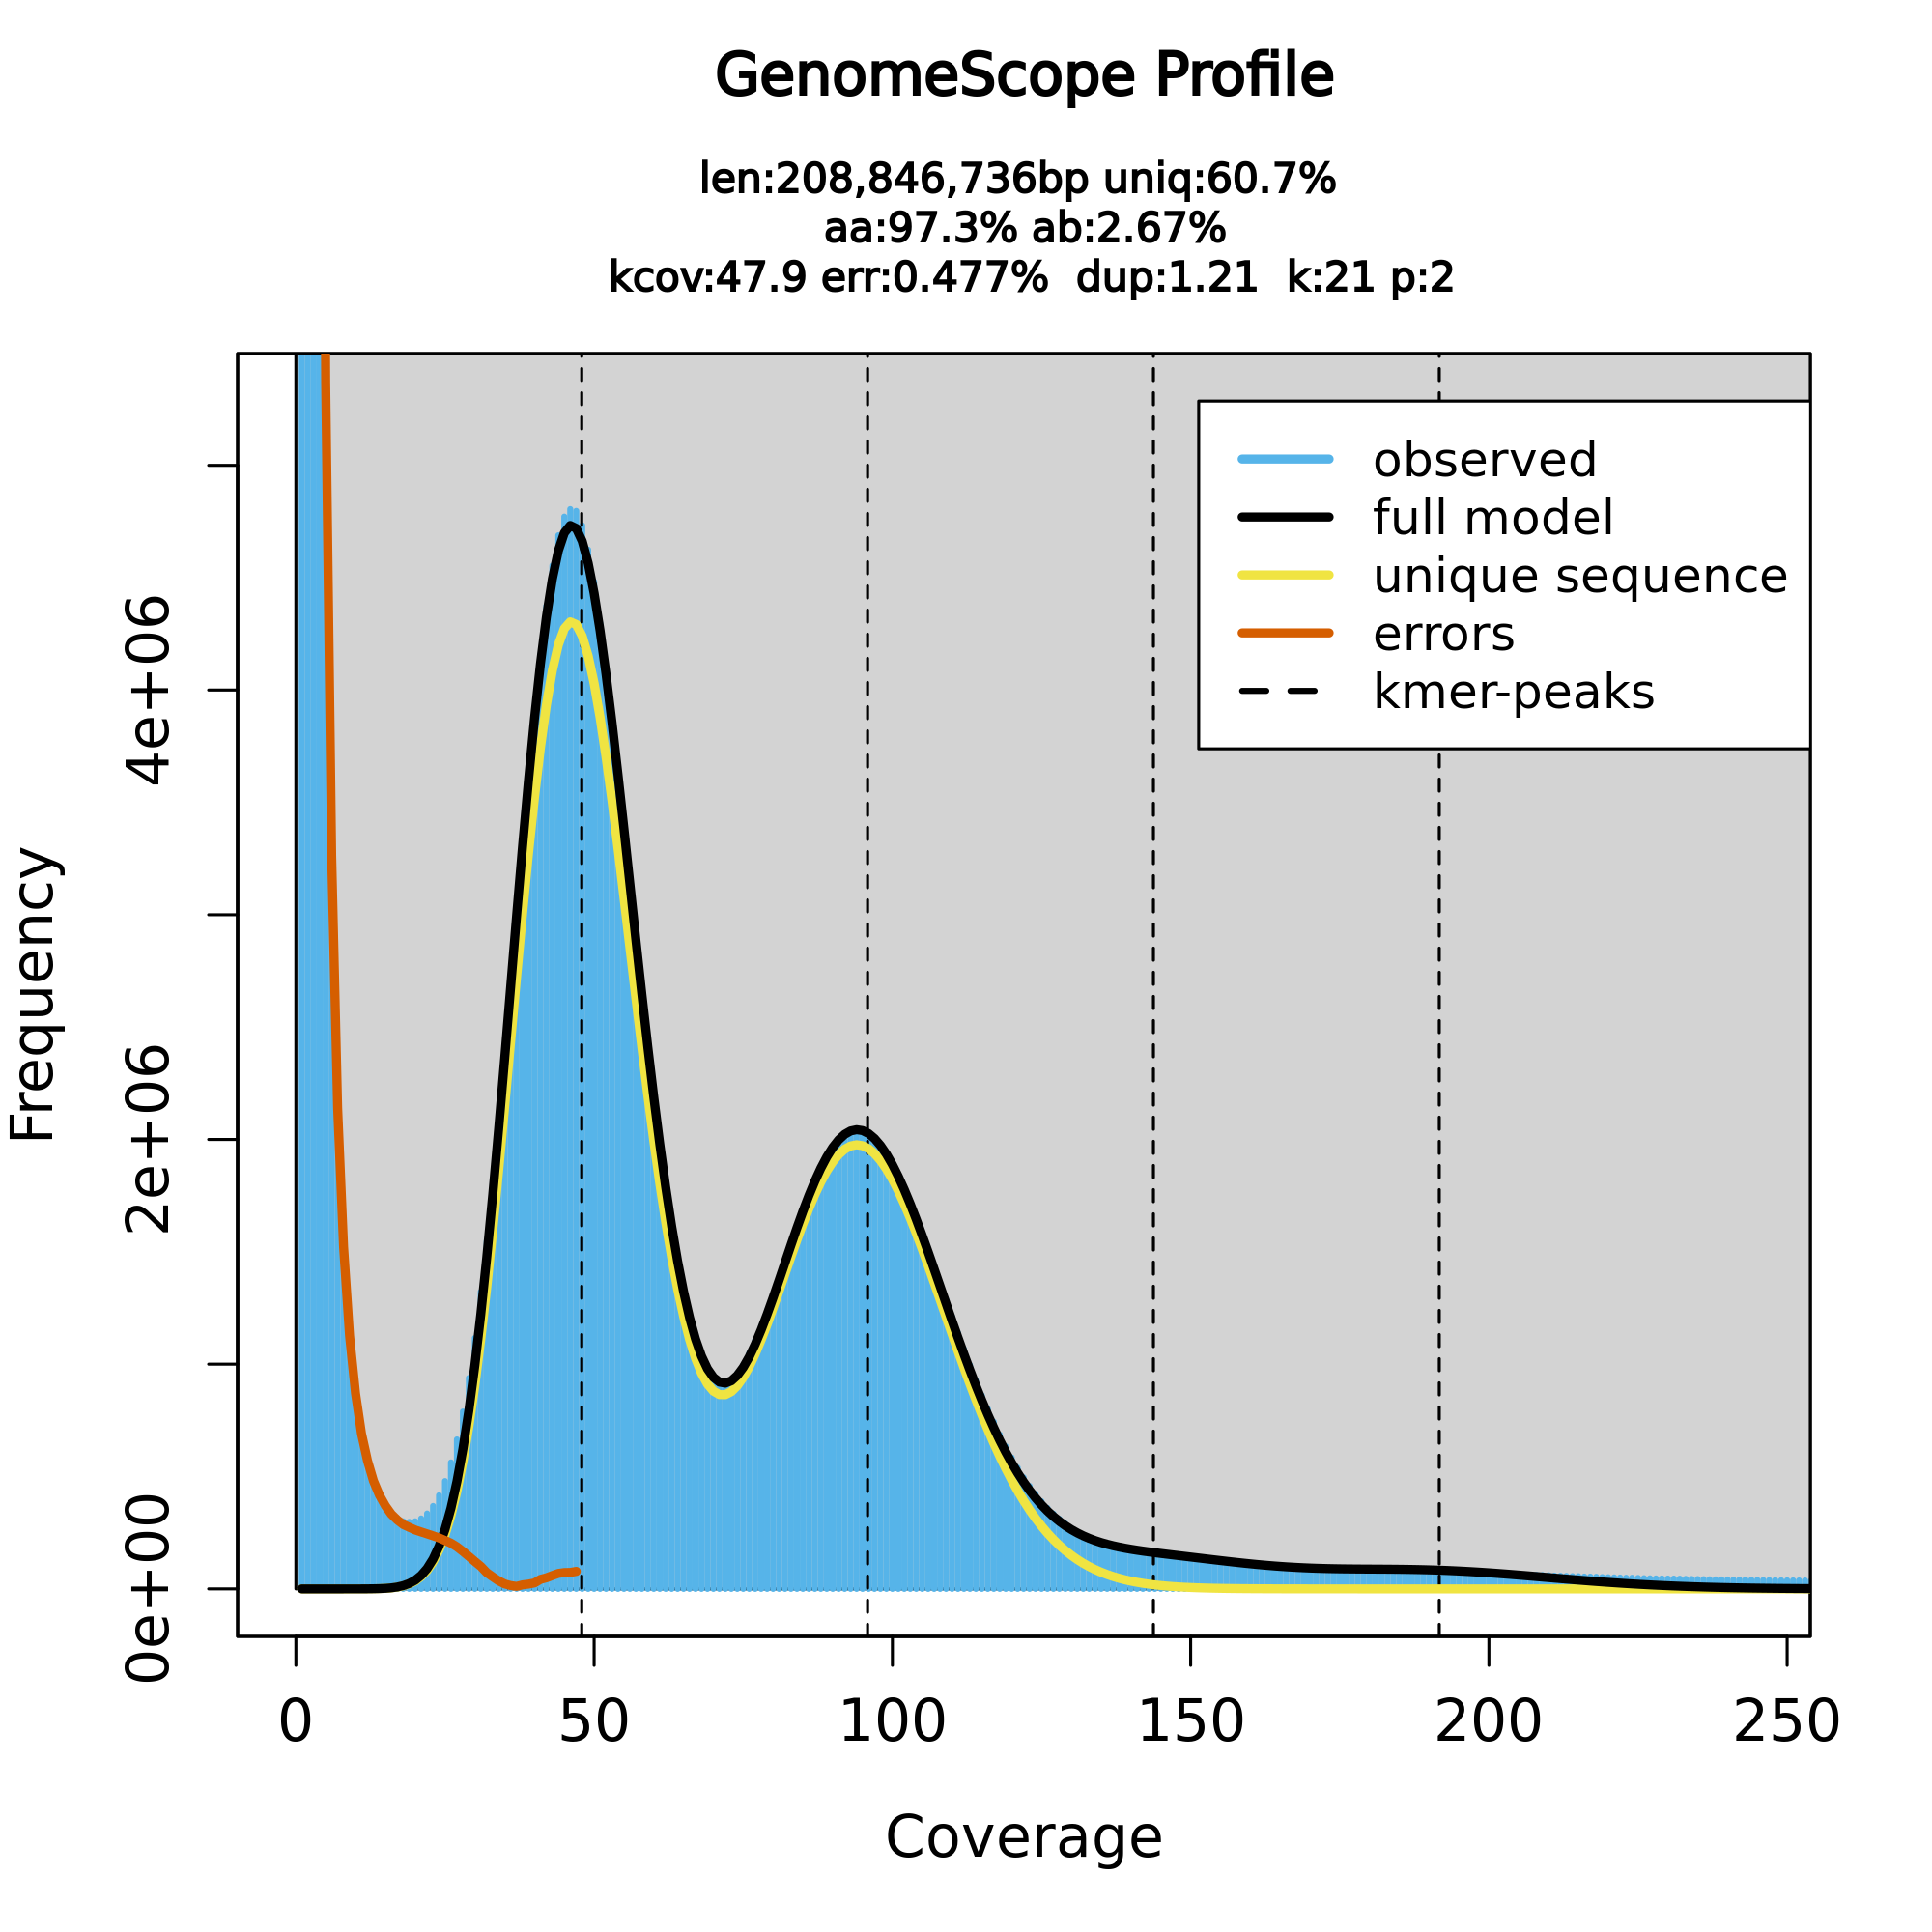 GenomeScope Profile
len:208,846,736bp uniq:60.7%
aa:97.3% ab:2.67%
kcov:47.9 err:0.477% dup:1.21 k:21 p:2
observed
full model
unique sequence
errors
kmer-peaks
Frequency
4e+06
2e+06
0e+00
0 50 100 150 200 250
Coverage